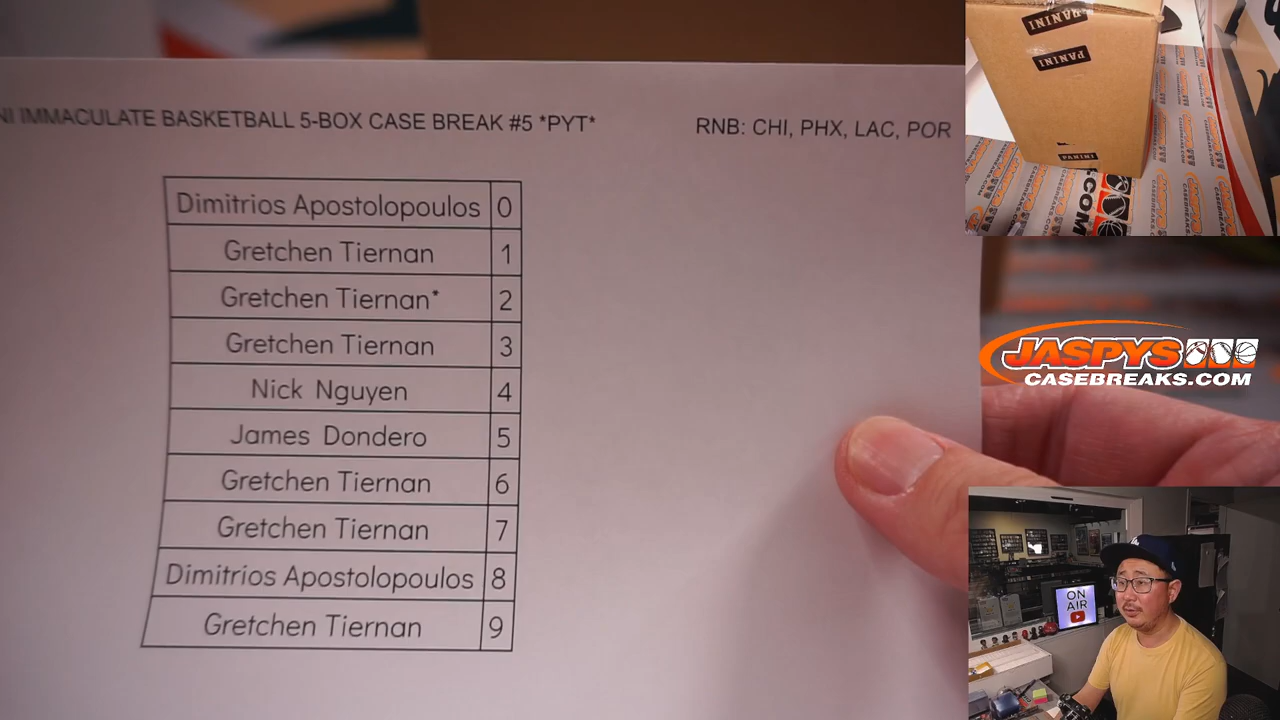 NI IMMACULATE BASKETBALL 5-BOX CASE BREAK #5 *PYT*
RNB: CHI, PHX, LAC, POR
Dimitrios Apostolopoulos 0
Gretchen Tiernan 1
Gretchen Tiernan* 2
Gretchen Tiernan 3
Nick Nguyen 4
James Dondero 5
Gretchen Tiernan 6
Gretchen Tiernan 7
Dimitrios Apostolopoulos 8
Gretchen Tiernan 9
PANINI
PANINI
PANINI
.COM
JASPYS
CASEBREAKS.COM
ON
AIR